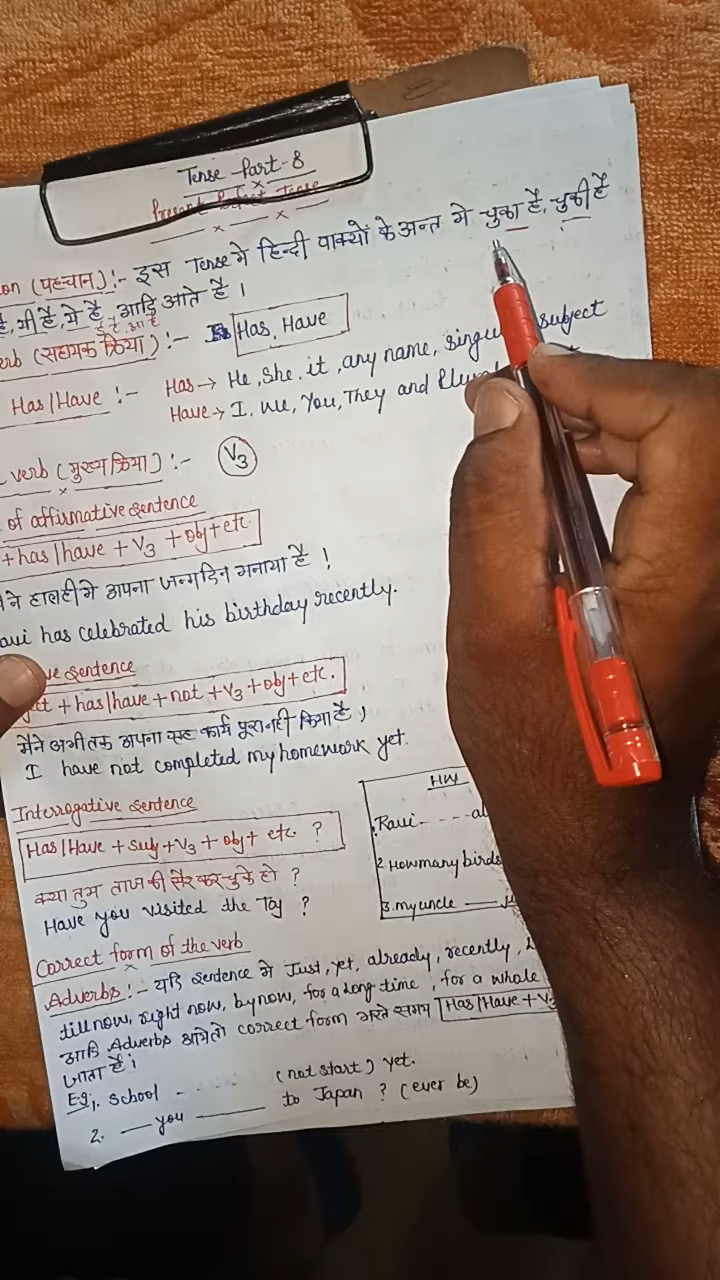 Tense Part-8
Present Perfect Tense
on (पहचान) :- इस Tense मे हिन्दी वाक्यों के अन्त मे चुका है, चुकी है
है, यी है, ये है, आदि आते है ।
ई है, आ है
erb (सहायक क्रिया) :- Has, Have
Has/Have :- Has → He, She, it, any name, singu subject
Have → I, We, You, They and Plural
verb (मुख्य क्रिया) :- V3
of affirmative sentence
+ has/have + V3 + obj + etc.
ने हालही मे अपना जन्मदिन मनाया है !
avi has celebrated his birthday recently.
ve sentence
ject + has/have + not + V3 + obj + etc.
मैने अभी तक अपना कार्य पूरा नही किया है ।
I have not completed my homework yet.
Interrogative sentence
Has/Have + sub + V3 + obj + etc. ?
क्या तुम ताज की सैर कर चुके हो ?
Have you visited the Taj ?
HW
Ravi - - - - al
2 How many birds
3. my uncle —
Correct form of the verb
Adverbs :- यदि sentence मे Just, yet, already, recently,
till now, right now, by now, for a long time, for a whole
आदि Adverbs आये तो correct form भरते समय Has/Have + V3
जाता है ।
Eg: 1. School - - - - (not start) yet.
2. — you —— to Japan ? (ever be)